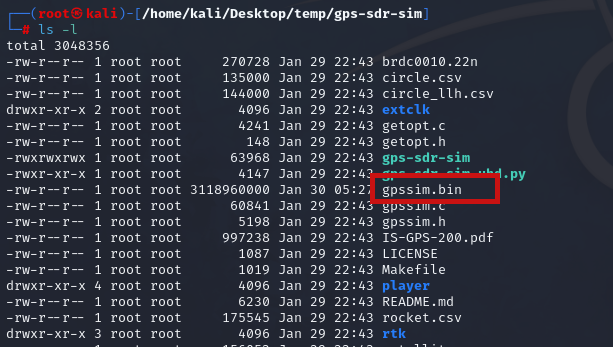 ┌──(root㉿kali)-[/home/kali/Desktop/temp/gps-sdr-sim]
└─# ls -l
total 3048356
-rw-r--r-- 1 root root 270728 Jan 29 22:43 brdc0010.22n
-rw-r--r-- 1 root root 135000 Jan 29 22:43 circle.csv
-rw-r--r-- 1 root root 144000 Jan 29 22:43 circle_llh.csv
drwxr-xr-x 2 root root 4096 Jan 29 22:43 extclk
-rw-r--r-- 1 root root 4241 Jan 29 22:43 getopt.c
-rw-r--r-- 1 root root 148 Jan 29 22:43 getopt.h
-rwxrwxrwx 1 root root 63968 Jan 29 22:43 gps-sdr-sim
-rwxr-xr-x 1 root root 4147 Jan 29 22:43 gps-sdr-sim-uhd.py
-rw-r--r-- 1 root root 3118960000 Jan 30 05:27 gpssim.bin
-rw-r--r-- 1 root root 60841 Jan 29 22:43 gpssim.c
-rw-r--r-- 1 root root 5198 Jan 29 22:43 gpssim.h
-rw-r--r-- 1 root root 997238 Jan 29 22:43 IS-GPS-200.pdf
-rw-r--r-- 1 root root 1087 Jan 29 22:43 LICENSE
-rw-r--r-- 1 root root 1019 Jan 29 22:43 Makefile
drwxr-xr-x 4 root root 4096 Jan 29 22:43 player
-rw-r--r-- 1 root root 6230 Jan 29 22:43 README.md
-rw-r--r-- 1 root root 175545 Jan 29 22:43 rocket.csv
drwxr-xr-x 3 root root 4096 Jan 29 22:43 rtk